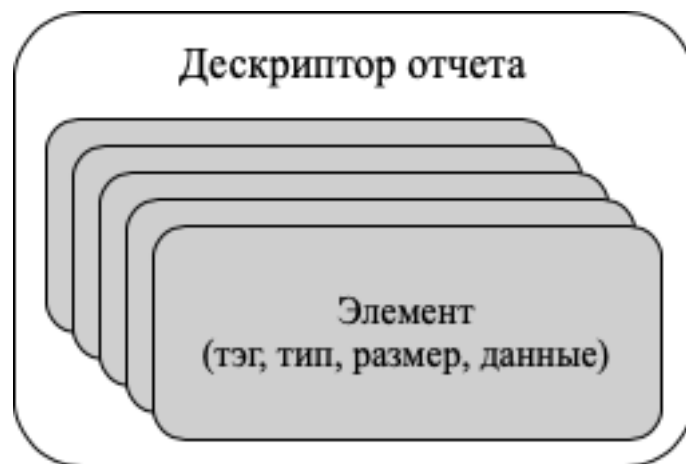 Дескриптор отчета
Элемент
(тэг, тип, размер, данные)